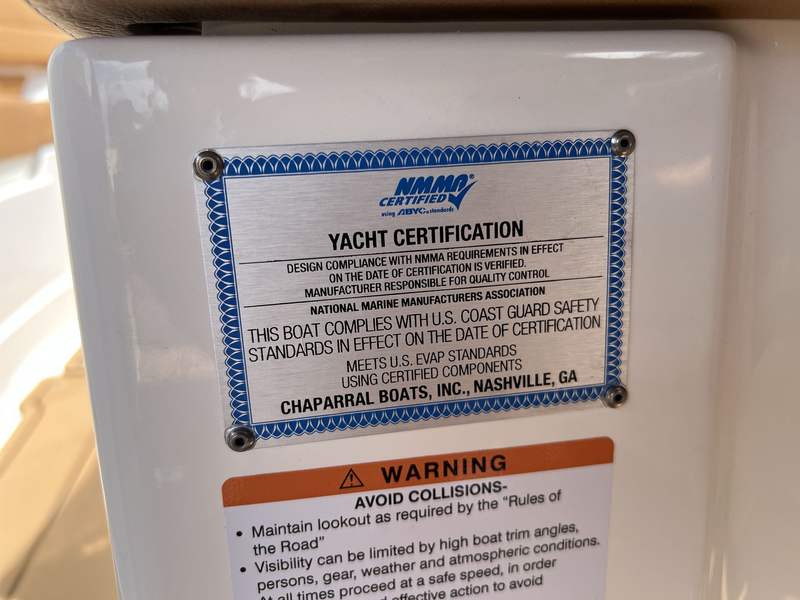 NMMA®
CERTIFIED
using ABYC standards
YACHT CERTIFICATION
DESIGN COMPLIANCE WITH NMMA REQUIREMENTS IN EFFECT
ON THE DATE OF CERTIFICATION IS VERIFIED.
MANUFACTURER RESPONSIBLE FOR QUALITY CONTROL
NATIONAL MARINE MANUFACTURERS ASSOCIATION
THIS BOAT COMPLIES WITH U.S. COAST GUARD SAFETY
STANDARDS IN EFFECT ON THE DATE OF CERTIFICATION
MEETS U.S. EVAP STANDARDS
USING CERTIFIED COMPONENTS
CHAPARRAL BOATS, INC., NASHVILLE, GA
WARNING
AVOID COLLISIONS-
• Maintain lookout as required by the “Rules of
the Road”
• Visibility can be limited by high boat trim angles,
persons, gear, weather and atmospheric conditions.
At all times proceed at a safe speed, in order
effective action to avoid